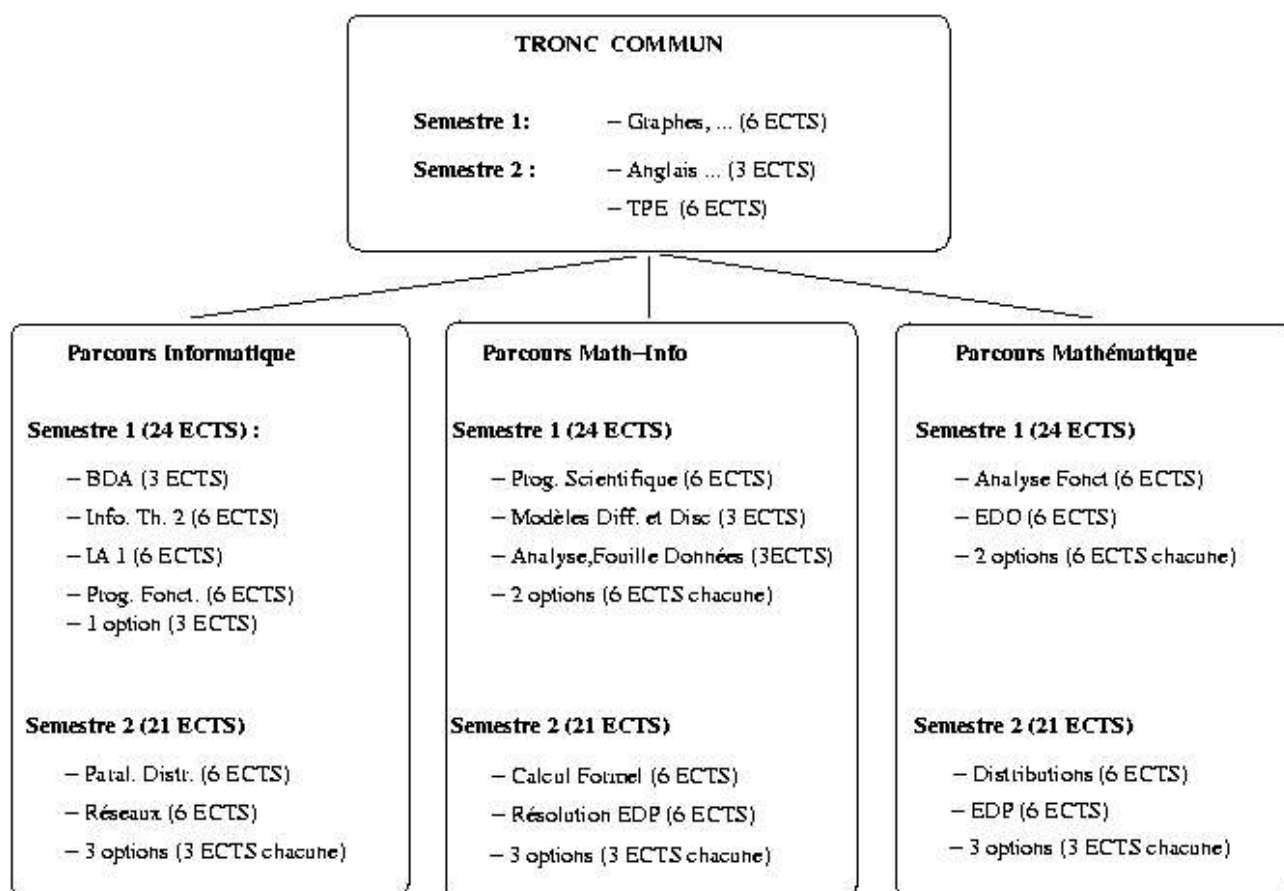 TRONC COMMUN
Semestre 1: – Graphes, ... (6 ECTS)
Semestre 2 : – Anglais ... (3 ECTS)
– TPE (6 ECTS)
Parcours Informatique
Semestre 1 (24 ECTS) :
– BDA (3 ECTS)
– Info. Th. 2 (6 ECTS)
– IA 1 (6 ECTS)
– Prog. Fonct. (6 ECTS)
– 1 option (3 ECTS)
Semestre 2 (21 ECTS)
– Paral. Distr. (6 ECTS)
– Réseaux (6 ECTS)
– 3 options (3 ECTS chacune)
Parcours Math–Info
Semestre 1 (24 ECTS)
– Prog. Scientifique (6 ECTS)
– Modèles Diff. et Disc (3 ECTS)
– Analyse,Fouille Données (3ECTS)
– 2 options (6 ECTS chacune)
Semestre 2 (21 ECTS)
– Calcul Formel (6 ECTS)
– Résolution EDP (6 ECTS)
– 3 options (3 ECTS chacune)
Parcours Mathématique
Semestre 1 (24 ECTS)
– Analyse Fonct (6 ECTS)
– EDO (6 ECTS)
– 2 options (6 ECTS chacune)
Semestre 2 (21 ECTS)
– Distributions (6 ECTS)
– EDP (6 ECTS)
– 3 options (3 ECTS chacune)